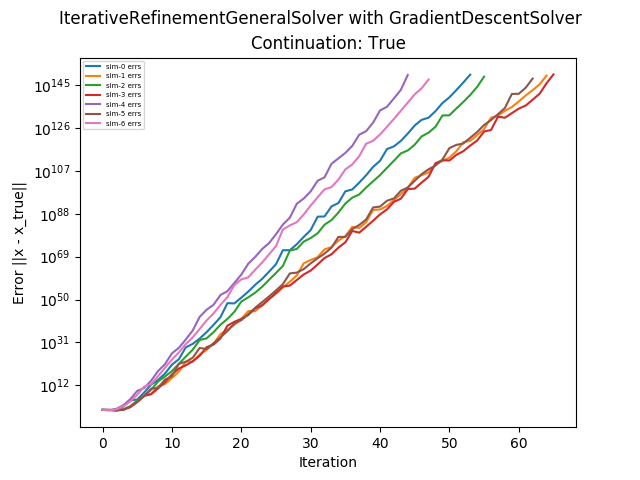 IterativeRefinementGeneralSolver with GradientDescentSolver
Continuation: True
sim-0 errs
sim-1 errs
sim-2 errs
sim-3 errs
sim-4 errs
sim-5 errs
sim-6 errs
Error ||x - x_true||
10^145
10^126
10^107
10^88
10^69
10^50
10^31
10^12
0 10 20 30 40 50 60
Iteration